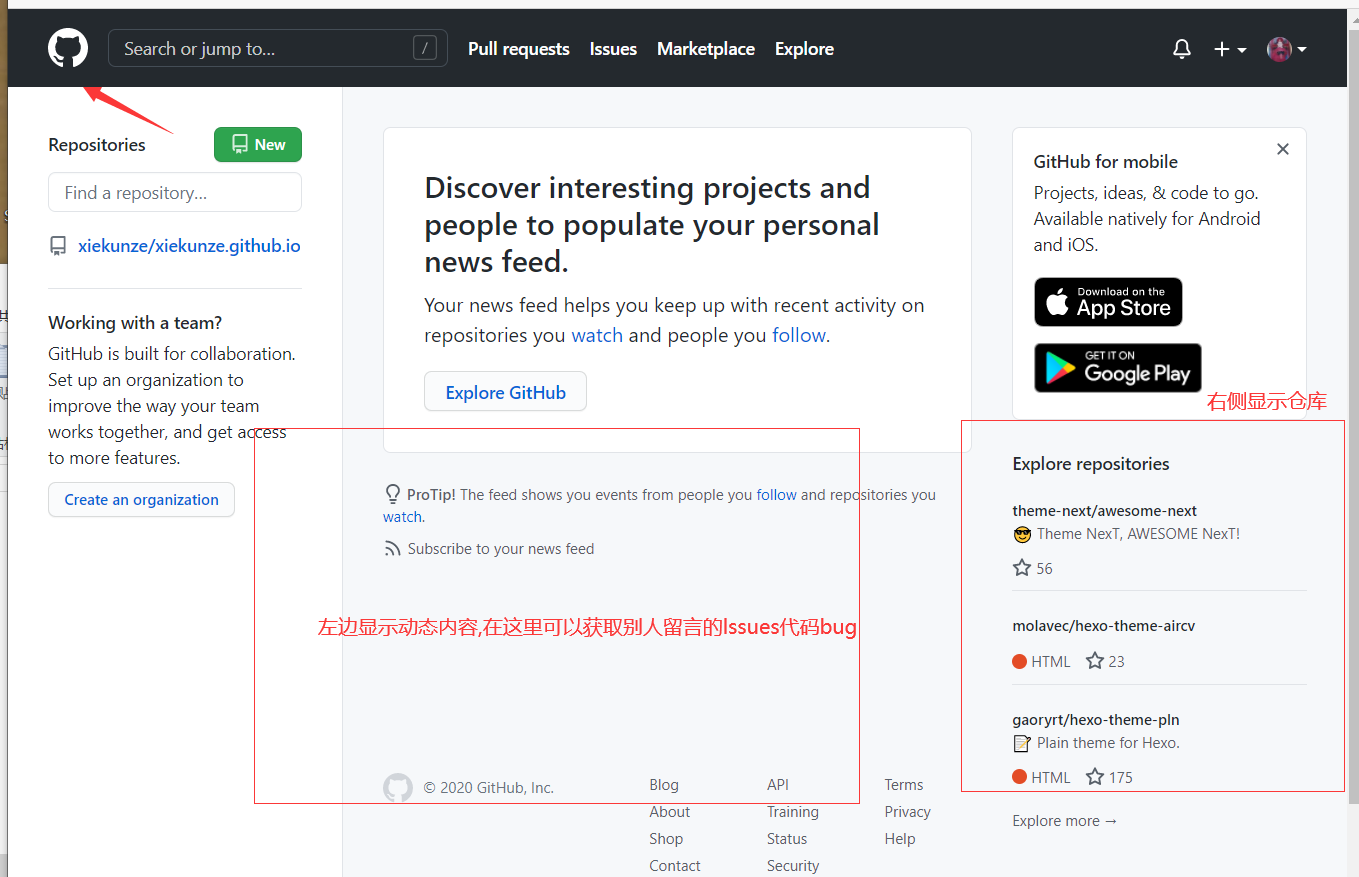 Search or jump to...
/
Pull requests
Issues
Marketplace
Explore
Repositories
New
Find a repository...
xiekunze/xiekunze.github.io
Working with a team?
GitHub is built for collaboration.
Set up an organization to
improve the way your team
works together, and get access
to more features.
Create an organization
Discover interesting projects and
people to populate your personal
news feed.
Your news feed helps you keep up with recent activity on
repositories you watch and people you follow.
Explore GitHub
ProTip! The feed shows you events from people you follow and repositories you
watch.
Subscribe to your news feed
左边显示动态内容,在这里可以获取别人留言的Issues代码bug
GitHub for mobile
Projects, ideas, & code to go.
Available natively for Android
and iOS.
Download on the
App Store
GET IT ON
Google Play
右侧显示仓库
Explore repositories
theme-next/awesome-next
😎 Theme NexT, AWESOME NexT!
56
molavec/hexo-theme-aircv
HTML 23
gaoryrt/hexo-theme-pln
📝 Plain theme for Hexo.
HTML 175
Explore more →
© 2020 GitHub, Inc.
Blog
About
Shop
Contact
API
Training
Status
Security
Terms
Privacy
Help